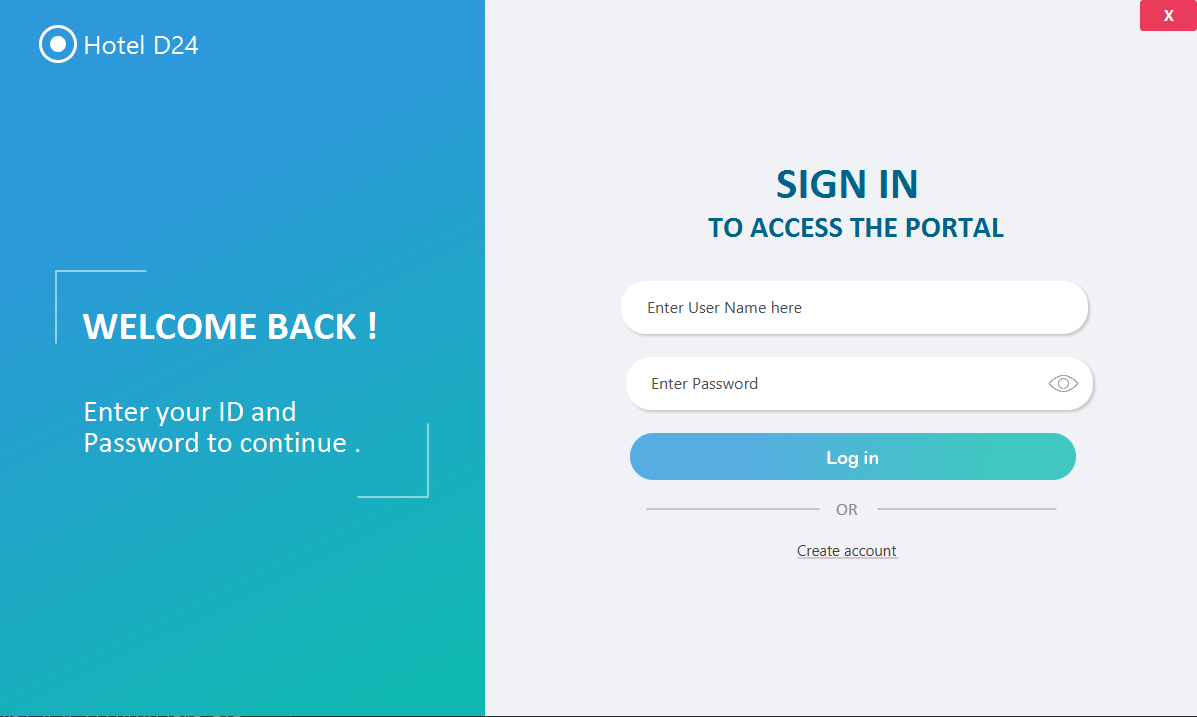 Hotel D24
X
SIGN IN
TO ACCESS THE PORTAL
WELCOME BACK !
Enter your ID and
Password to continue .
Enter User Name here
Enter Password
Log in
OR
Create account